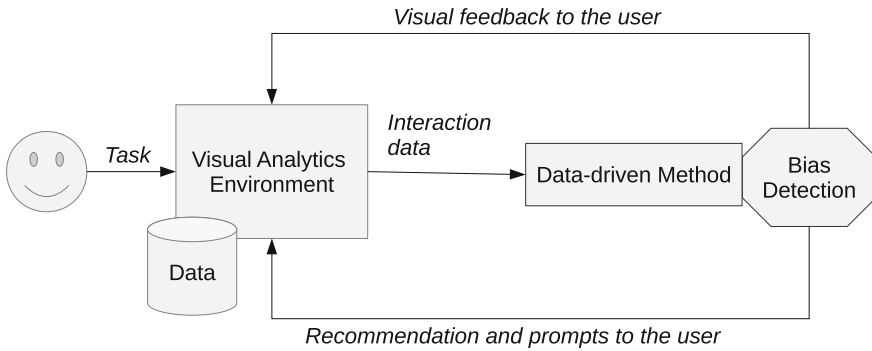 Visual feedback to the user
Task
Visual Analytics
Environment
Interaction
data
Data-driven Method
Bias
Detection
Data
Recommendation and prompts to the user